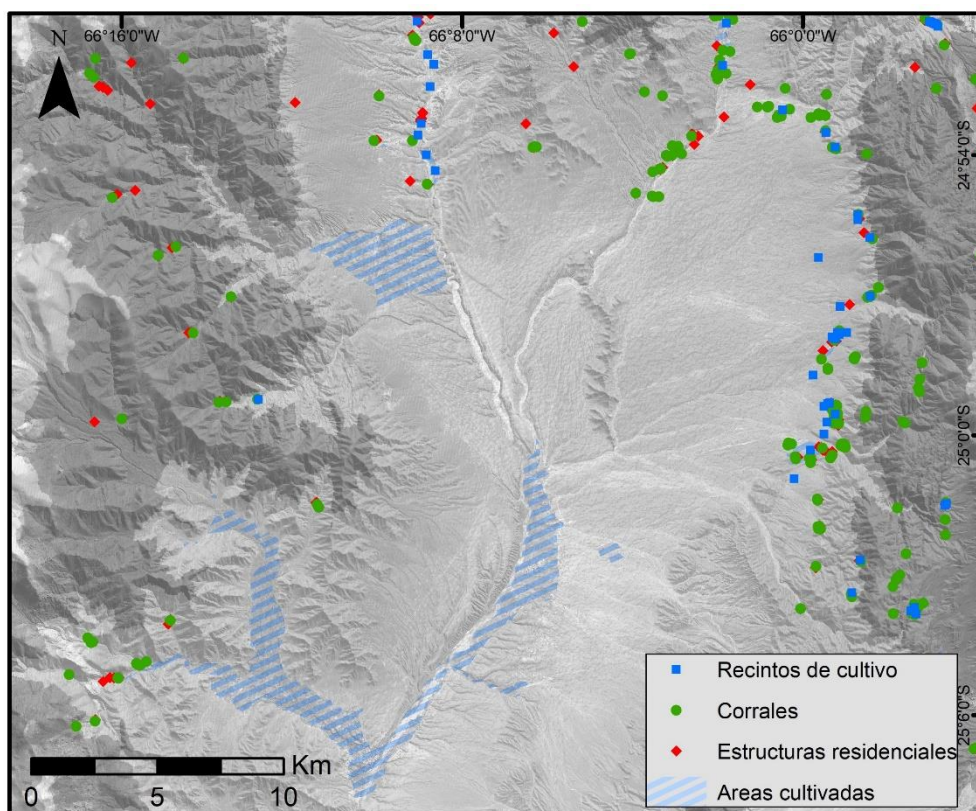 66°16'0"W
66°8'0"W
66°0'0"W
N
24°54'0"S
25°0'0"S
25°6'0"S
Recintos de cultivo
Corrales
Estructuras residenciales
Areas cultivadas
Km
0 5 10